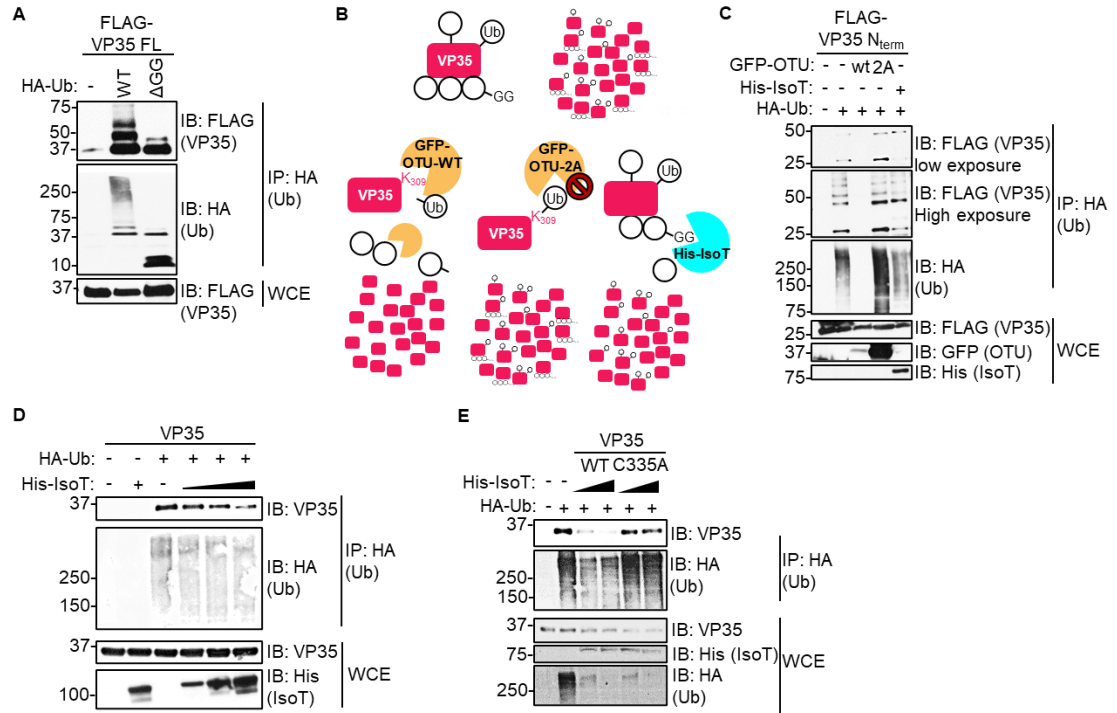 A
FLAG-
VP35 FL
HA-Ub: - WT ΔGG
75
50
37
IB: FLAG
(VP35)
250
150
37
10
IB: HA
(Ub)
IP: HA
(Ub)
37
IB: FLAG
(VP35)
WCE
B
VP35
Ub
GG
GFP-
OTU-WT
VP35
K309
Ub
GFP-
OTU-2A
VP35
K309
Ub
Ub
GG
His-IsoT
C
FLAG-
VP35 Nterm
GFP-OTU: wt 2A
His-IsoT: +
HA-Ub: - + + + +
50
25
IB: FLAG (VP35)
low exposure
50
25
IB: FLAG (VP35)
High exposure
250
150
75
IB: HA
(Ub)
IP: HA
(Ub)
25
IB: FLAG (VP35)
37
IB: GFP (OTU)
75
IB: His (IsoT)
WCE
D
VP35
HA-Ub: - - + + + +
His-IsoT: - + -
37
IB: VP35
250
150
IB: HA
(Ub)
IP: HA
(Ub)
37
IB: VP35
100
IB: His
(IsoT)
WCE
E
VP35
WT C335A
His-IsoT: - -
HA-Ub: - + + + + +
37
IB: VP35
250
150
IB: HA
(Ub)
IP: HA
(Ub)
37
IB: VP35
75
IB: His (IsoT)
250
IB: HA
(Ub)
WCE